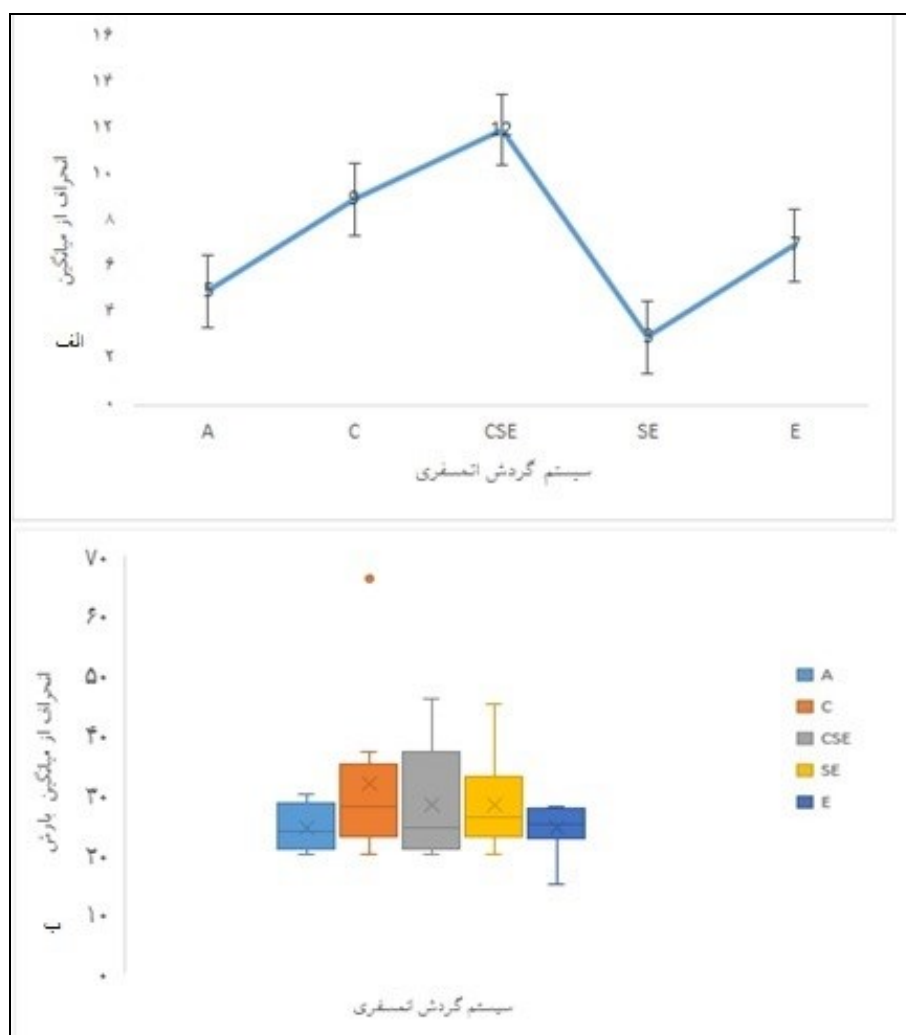 ۱۶
۱۴
۱۲
۱۰
۸
۶
۴
۲
۰
انحراف از میانگین
الف
5
9
12
3
7
A
C
CSE
SE
E
سیستم گردش اتمسفری
۷۰
۶۰
۵۰
۴۰
۳۰
۲۰
۱۰
۰
انحراف از میانگین بارش
ب
A
C
CSE
SE
E
سیستم گردش اتمسفری